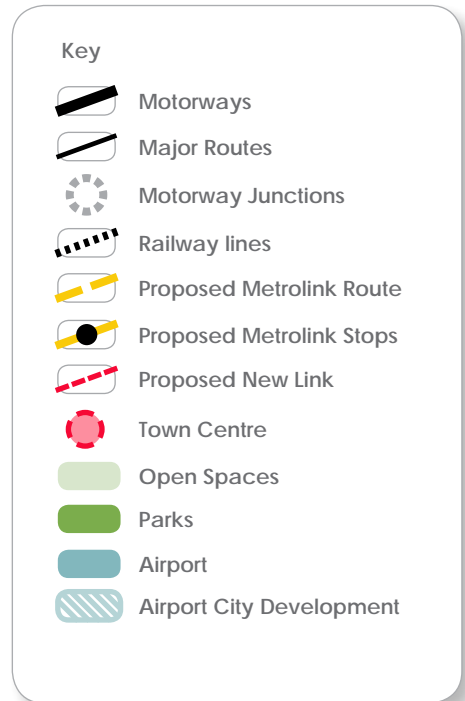 Key
Motorways
Major Routes
Motorway Junctions
Railway lines
Proposed Metrolink Route
Proposed Metrolink Stops
Proposed New Link
Town Centre
Open Spaces
Parks
Airport
Airport City Development